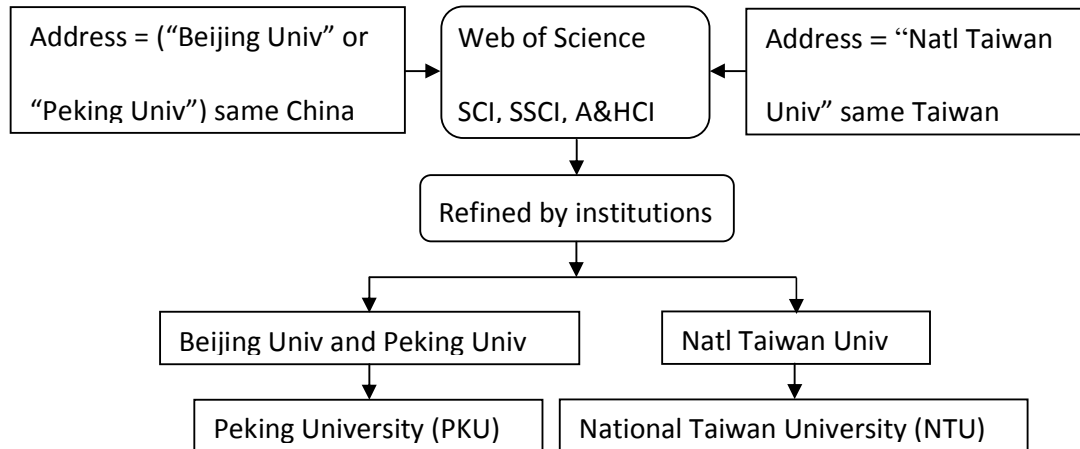 Address = (“Beijing Univ” or
“Peking Univ”) same China
Web of Science
SCI, SSCI, A&HCI
Address = “Natl Taiwan
Univ” same Taiwan
Refined by institutions
Beijing Univ and Peking Univ
Natl Taiwan Univ
Peking University (PKU)
National Taiwan University (NTU)